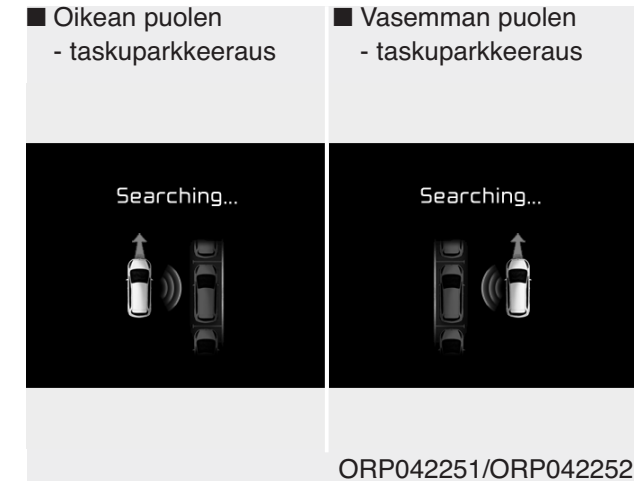 ■ Oikean puolen
- taskuparkkeeraus
■ Vasemman puolen
- taskuparkkeeraus
Searching...
Searching...
ORP042251/ORP042252